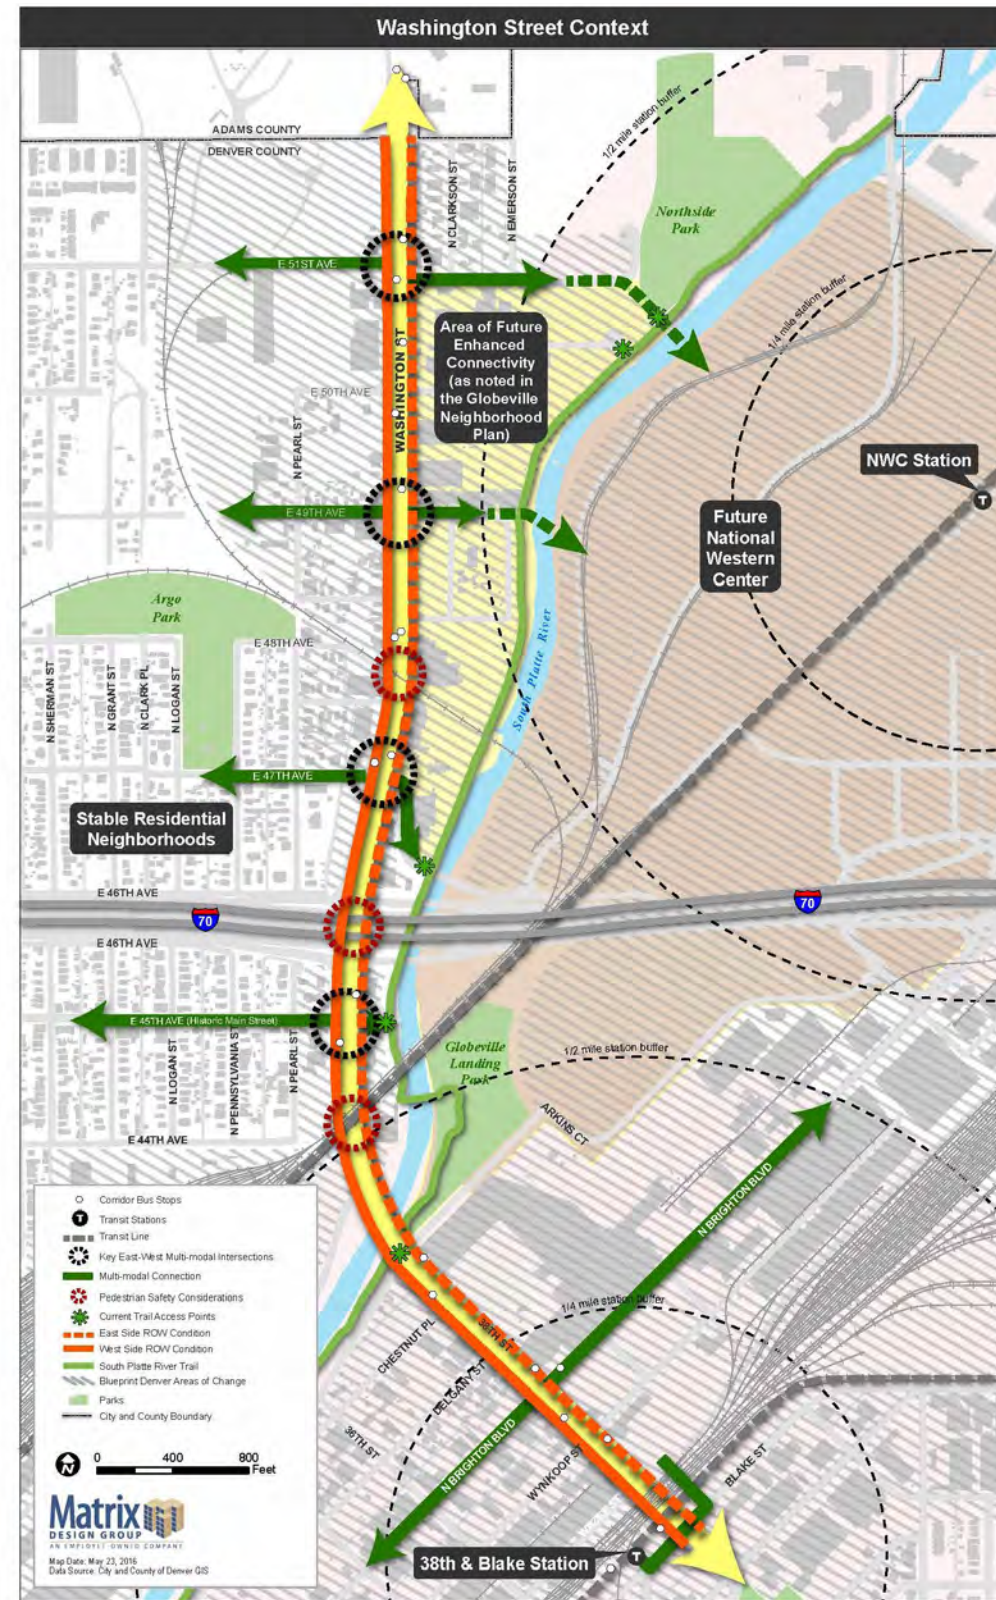 Washington Street Context
ADAMS COUNTY
DENVER COUNTY
1/2 mile station buffer
N CLARKSON ST
N EMERSON ST
Northside
Park
E 51ST AVE
1/4 mile station buffer
Area of Future
Enhanced
Connectivity
(as noted in
the Globeville
Neighborhood
Plan)
WASHINGTON ST
E 50TH AVE
N PEARL ST
NWC Station
T
E 49TH AVE
Future
National
Western
Center
Argo
Park
E 48TH AVE
South Platte River
N SHERMAN ST
N GRANT ST
N CLARK PL
N LOGAN ST
E 47TH AVE
Stable Residential
Neighborhoods
E 46TH AVE
70
70
E 46TH AVE
E 45TH AVE (Historic Main Street)
N LOGAN ST
N PENNSYLVANIA ST
N PEARL ST
Globeville
Landing
Park
1/2 mile station buffer
ARKINS CT
E 44TH AVE
N BRIGHTON BLVD
1/4 mile station buffer
CHESTNUT PL
38TH ST
DELGANY ST
36TH ST
N BRIGHTON BLVD
WYNKOOP ST
BLAKE ST
38th & Blake Station
T
Corridor Bus Stops
T Transit Stations
Transit Line
Key East-West Multi-modal Intersections
Multi-modal Connection
Pedestrian Safety Considerations
Current Trail Access Points
East Side ROW Condition
West Side ROW Condition
South Platte River Trail
Blueprint Denver Areas of Change
Parks
City and County Boundary
N
0 400 800
Feet
Matrix
DESIGN GROUP
AN EMPLOYEE-OWNED COMPANY
Map Date: May 23, 2016
Data Source: City and County of Denver GIS